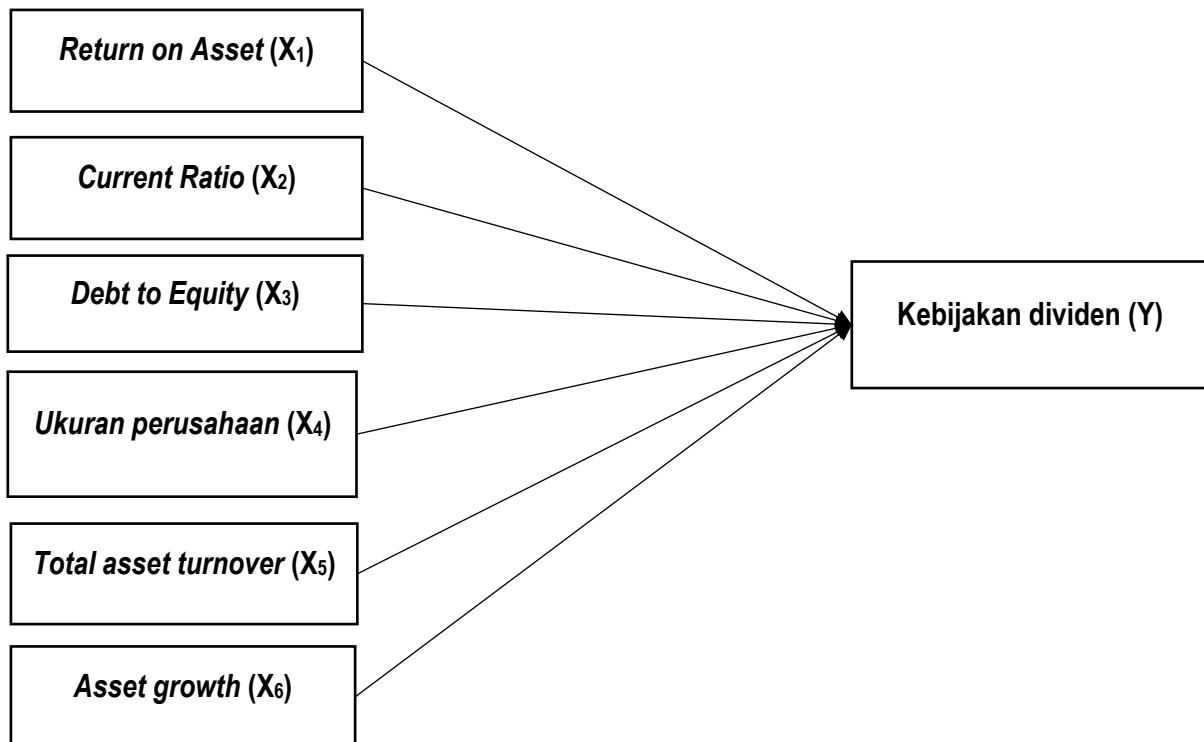 Return on Asset (X₁)
Current Ratio (X₂)
Debt to Equity (X₃)
Ukuran perusahaan (X₄)
Total asset turnover (X₅)
Asset growth (X₆)
Kebijakan dividen (Y)